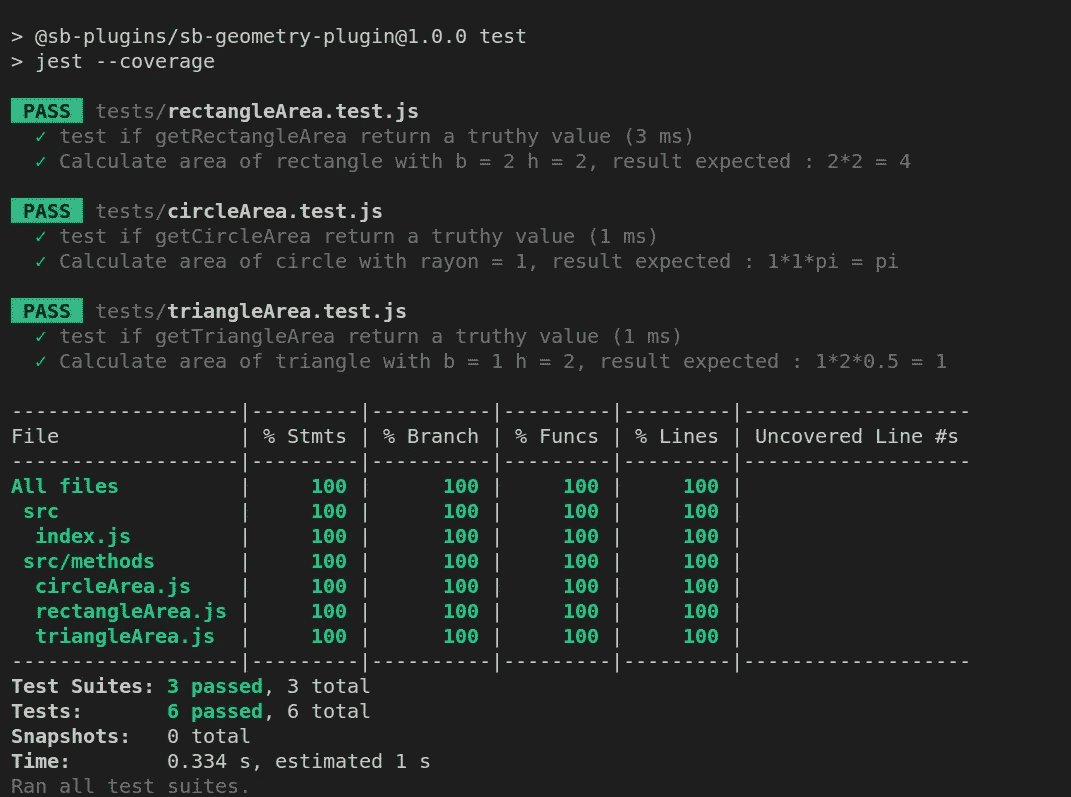 > @sb-plugins/sb-geometry-plugin@1.0.0 test
> jest --coverage
PASS tests/rectangleArea.test.js
✓ test if getRectangleArea return a truthy value (3 ms)
✓ Calculate area of rectangle with b = 2 h = 2, result expected : 2*2 = 4
PASS tests/circleArea.test.js
✓ test if getCircleArea return a truthy value (1 ms)
✓ Calculate area of circle with rayon = 1, result expected : 1*1*pi = pi
PASS tests/triangleArea.test.js
✓ test if getTriangleArea return a truthy value (1 ms)
✓ Calculate area of triangle with b = 1 h = 2, result expected : 1*2*0.5 = 1
-------------------|---------|----------|---------|---------|-------------------
File               | % Stmts | % Branch | % Funcs | % Lines | Uncovered Line #s
-------------------|---------|----------|---------|---------|-------------------
All files          |     100 |      100 |     100 |     100 |
 src               |     100 |      100 |     100 |     100 |
  index.js         |     100 |      100 |     100 |     100 |
 src/methods       |     100 |      100 |     100 |     100 |
  circleArea.js    |     100 |      100 |     100 |     100 |
  rectangleArea.js |     100 |      100 |     100 |     100 |
  triangleArea.js  |     100 |      100 |     100 |     100 |
-------------------|---------|----------|---------|---------|-------------------
Test Suites: 3 passed, 3 total
Tests:       6 passed, 6 total
Snapshots:   0 total
Time:        0.334 s, estimated 1 s
Ran all test suites.